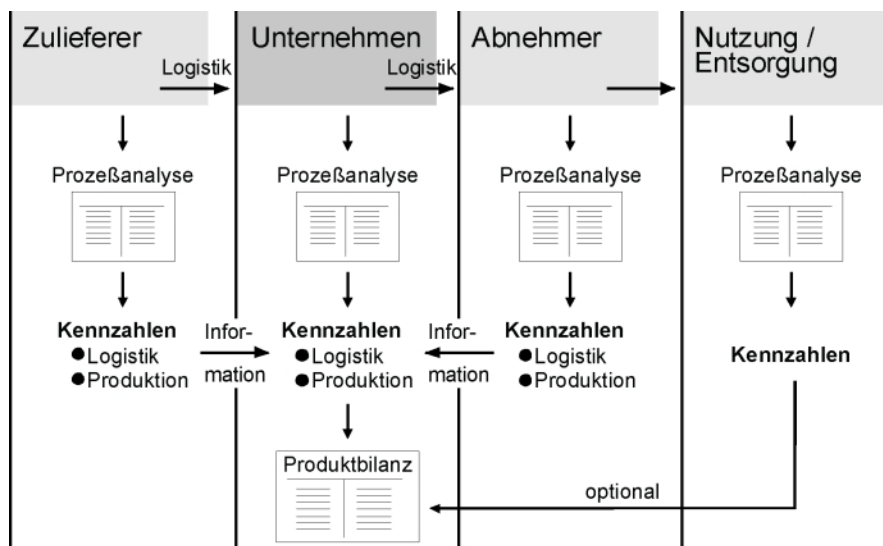 Zulieferer
Logistik
Unternehmen
Logistik
Abnehmer
Nutzung /
Entsorgung
Prozeßanalyse
Prozeßanalyse
Prozeßanalyse
Prozeßanalyse
Kennzahlen
●Logistik
●Produktion
Infor-
mation
Kennzahlen
●Logistik
●Produktion
Infor-
mation
Kennzahlen
●Logistik
●Produktion
Kennzahlen
Produktbilanz
optional